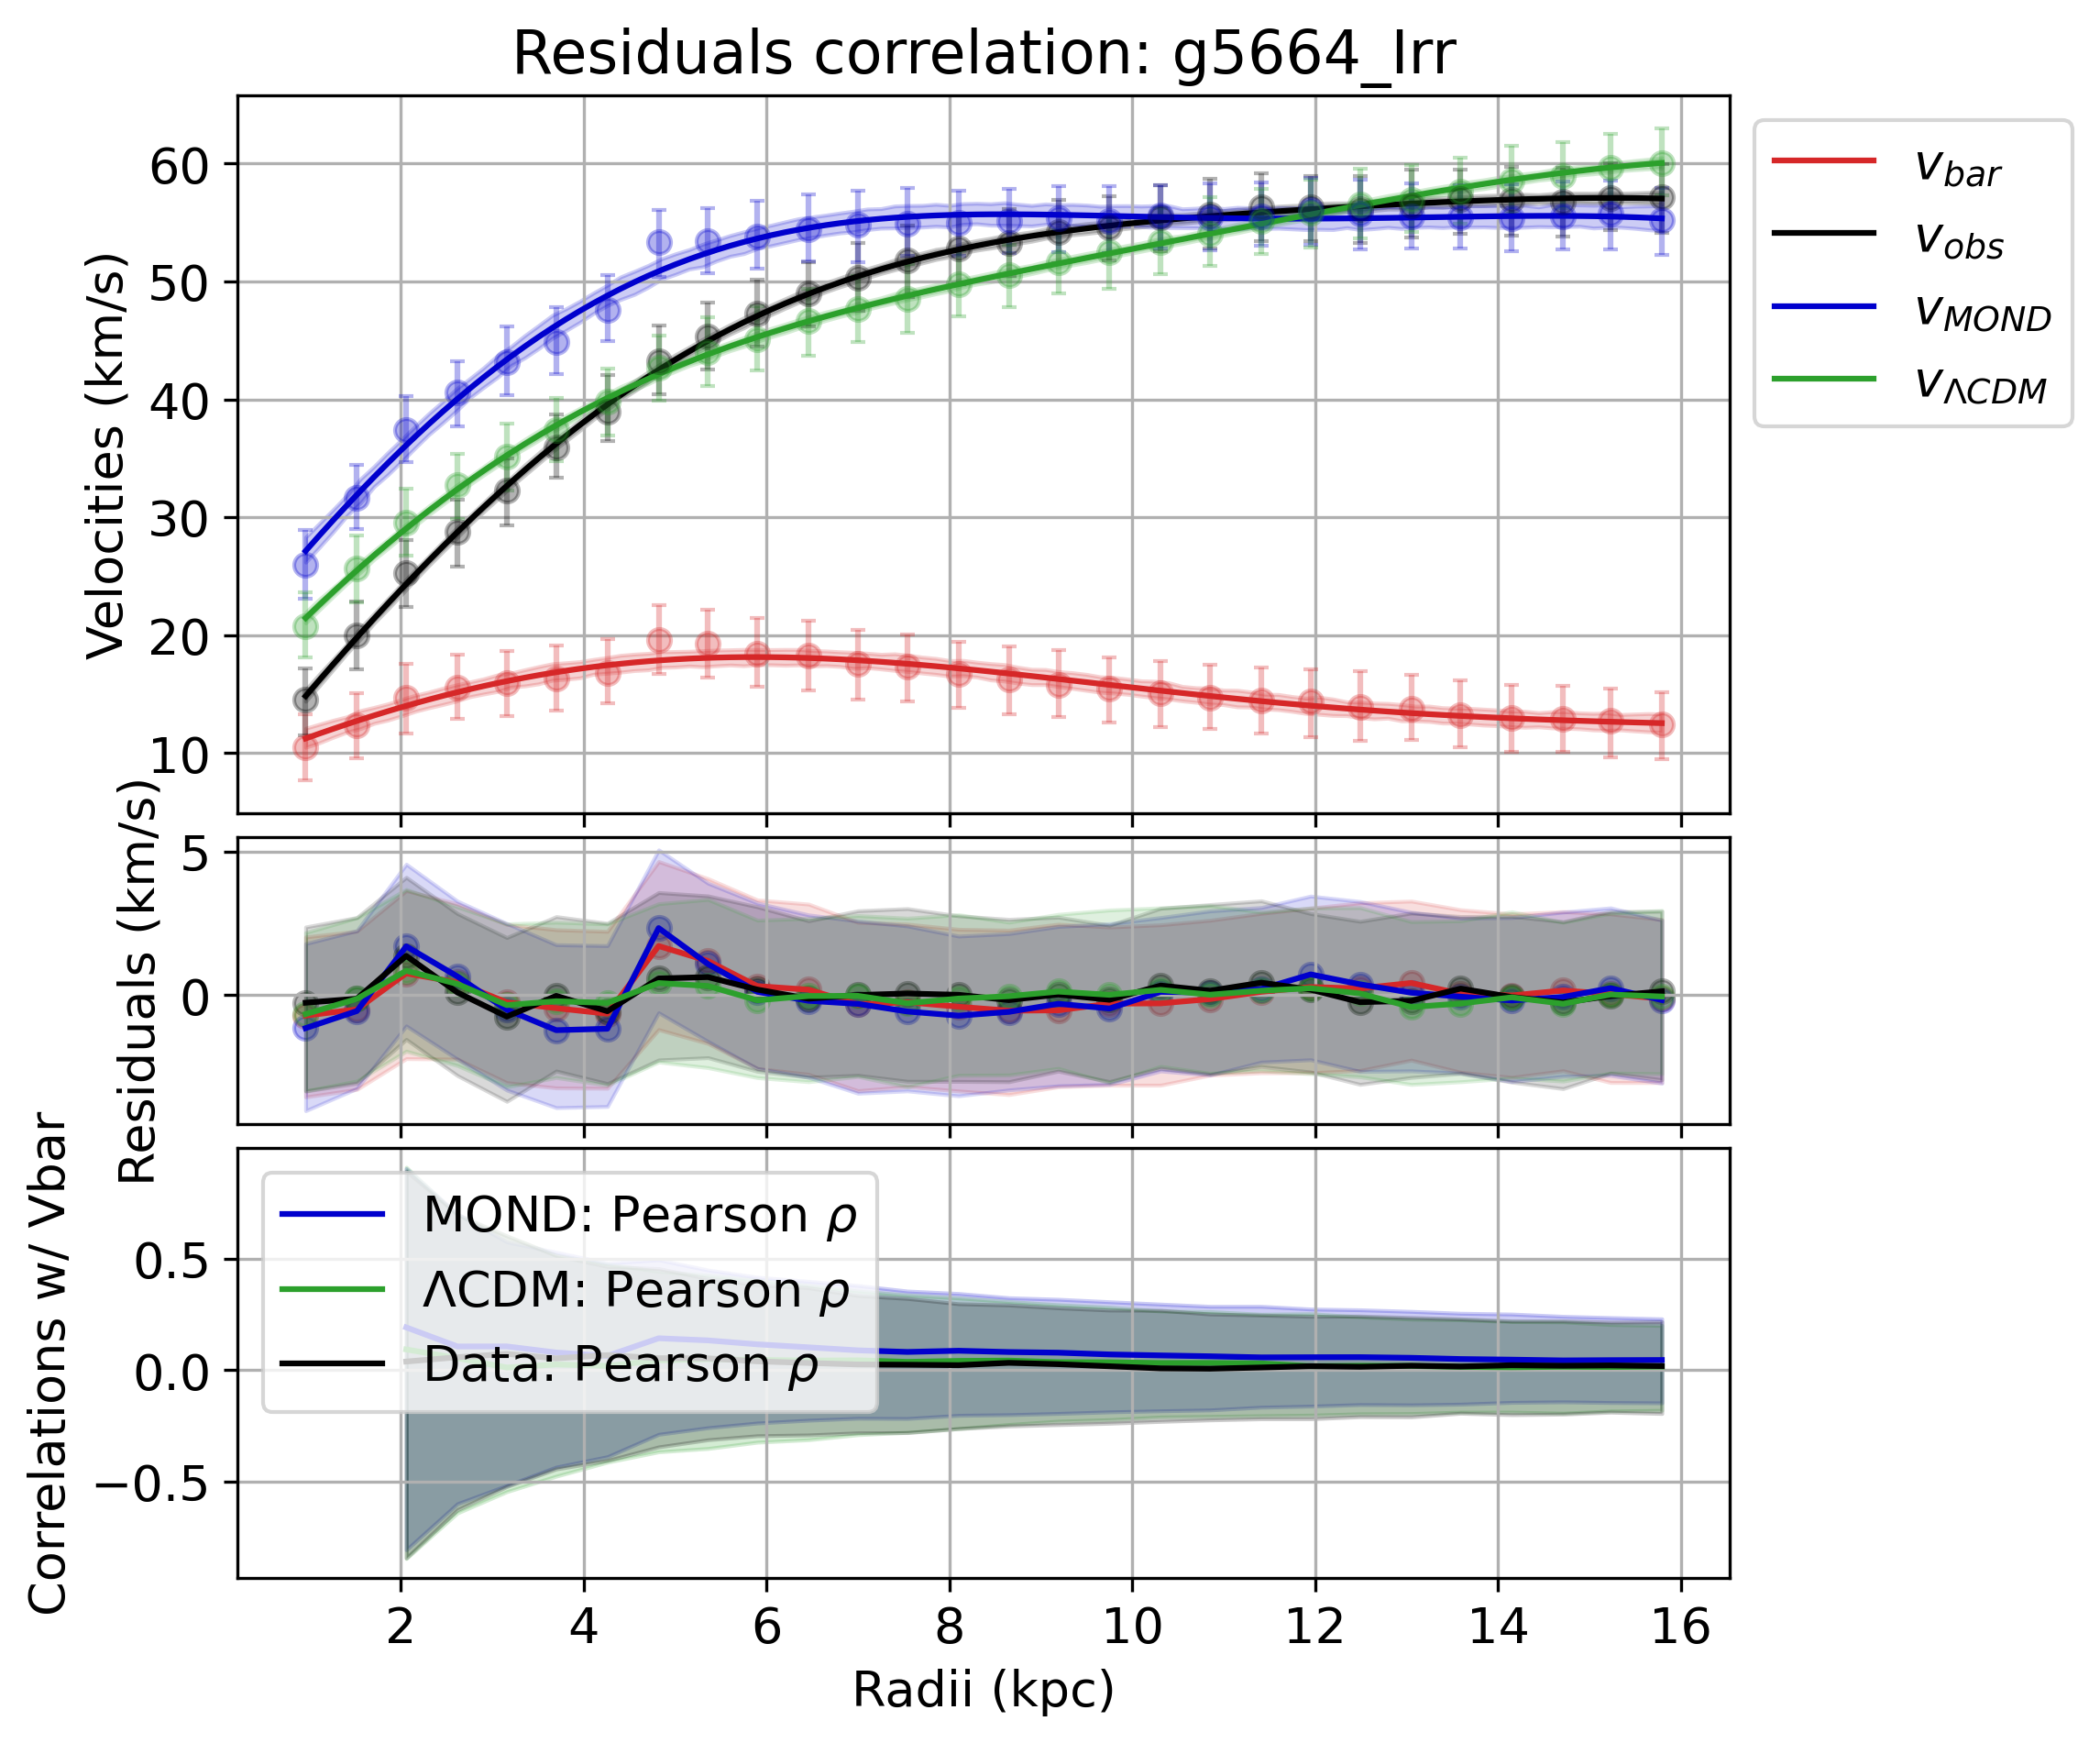 Residuals correlation: g5664_Irr
Velocities (km/s)
60
50
40
30
20
10
v_bar
v_obs
v_MOND
v_ΛCDM
Residuals (km/s)
5
0
Correlations w/ Vbar
0.5
0.0
−0.5
MOND: Pearson ρ
ΛCDM: Pearson ρ
Data: Pearson ρ
2 4 6 8 10 12 14 16
Radii (kpc)